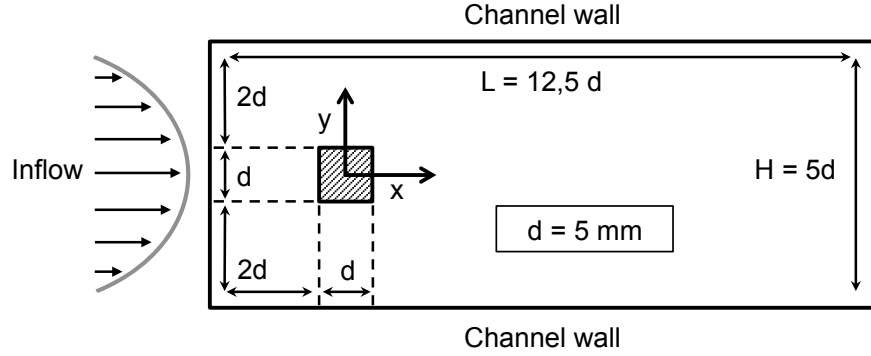 Channel wall
L = 12,5 d
2d
y
Inflow
d
x
H = 5d
d = 5 mm
2d
d
Channel wall